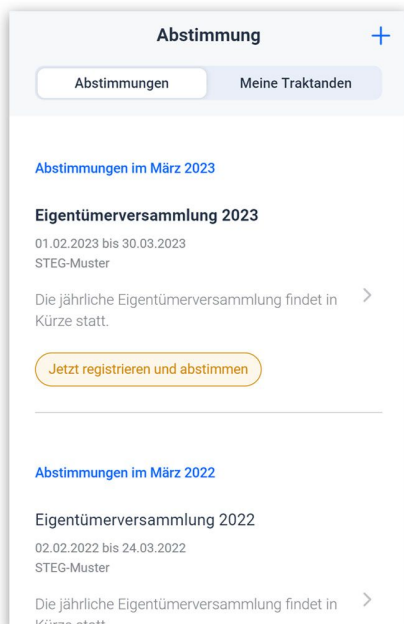 Abstimmung
Abstimmungen
Meine Traktanden
Abstimmungen im März 2023
Eigentümerversammlung 2023
01.02.2023 bis 30.03.2023
STEG-Muster
Die jährliche Eigentümerversammlung findet in
Kürze statt.
Jetzt registrieren und abstimmen
Abstimmungen im März 2022
Eigentümerversammlung 2022
02.02.2022 bis 24.03.2022
STEG-Muster
Die jährliche Eigentümerversammlung findet in
Kürze statt.